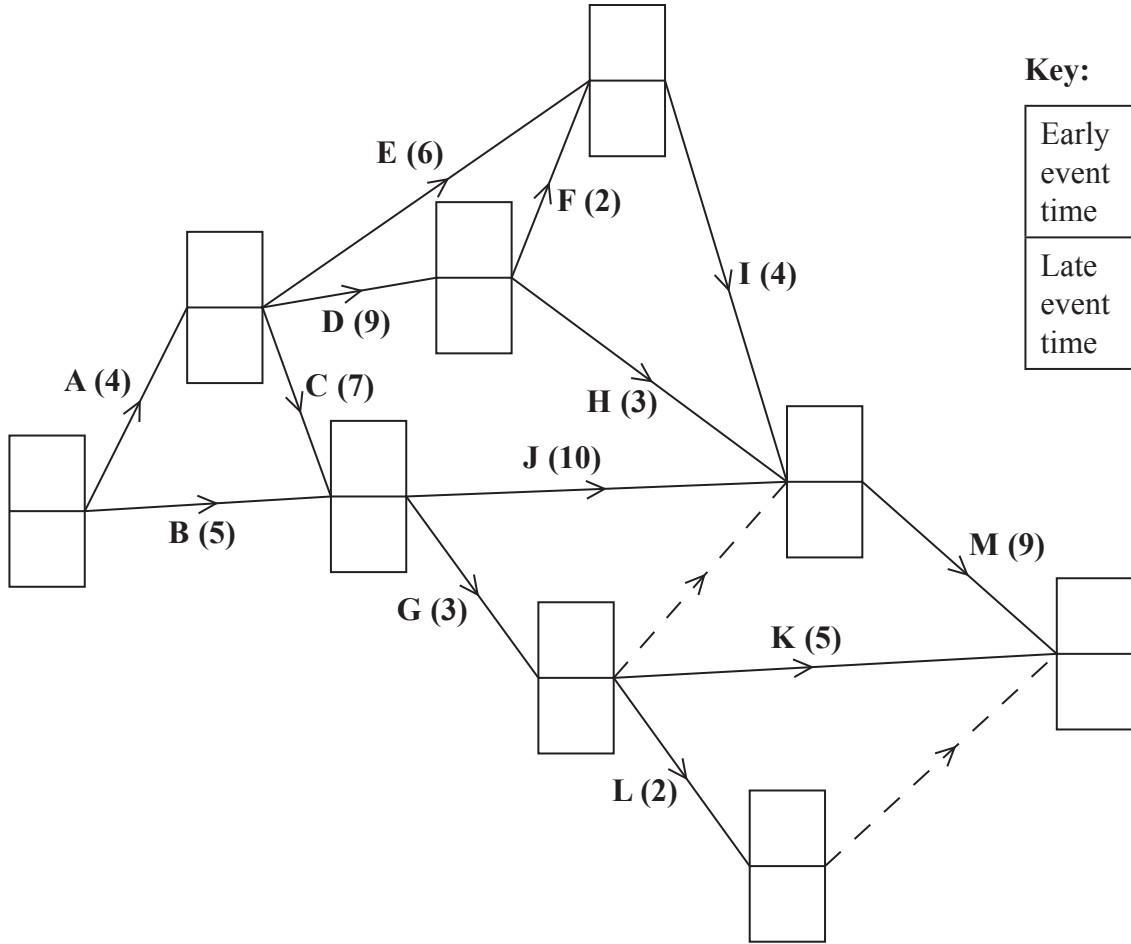 Key:
Early
event
time
Late
event
time
E (6)
F (2)
I (4)
D (9)
A (4)
C (7)
H (3)
J (10)
B (5)
M (9)
G (3)
K (5)
L (2)